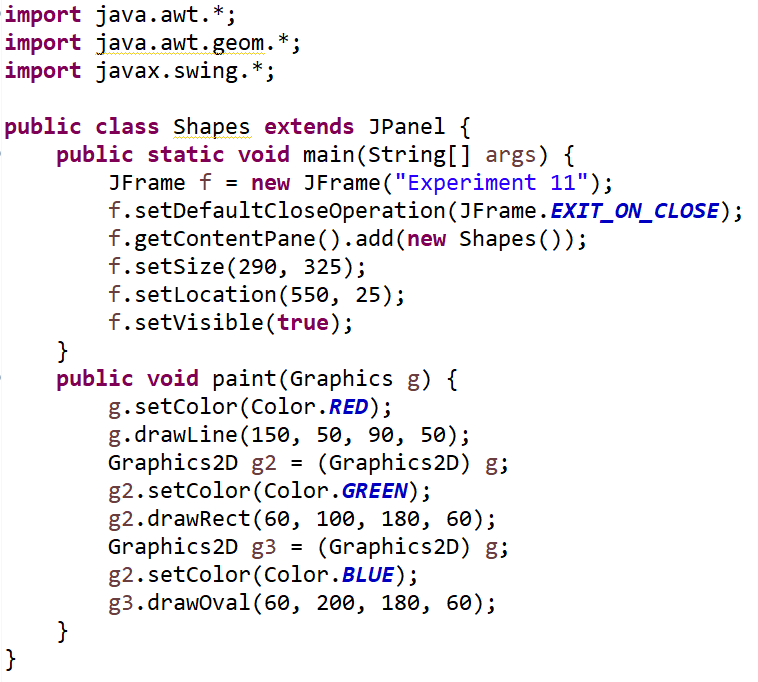 import java.awt.*;
import java.awt.geom.*;
import javax.swing.*;

public class Shapes extends JPanel {
    public static void main(String[] args) {
        JFrame f = new JFrame("Experiment 11");
        f.setDefaultCloseOperation(JFrame.EXIT_ON_CLOSE);
        f.getContentPane().add(new Shapes());
        f.setSize(290, 325);
        f.setLocation(550, 25);
        f.setVisible(true);
    }
    public void paint(Graphics g) {
        g.setColor(Color.RED);
        g.drawLine(150, 50, 90, 50);
        Graphics2D g2 = (Graphics2D) g;
        g2.setColor(Color.GREEN);
        g2.drawRect(60, 100, 180, 60);
        Graphics2D g3 = (Graphics2D) g;
        g2.setColor(Color.BLUE);
        g3.drawOval(60, 200, 180, 60);
    }
}